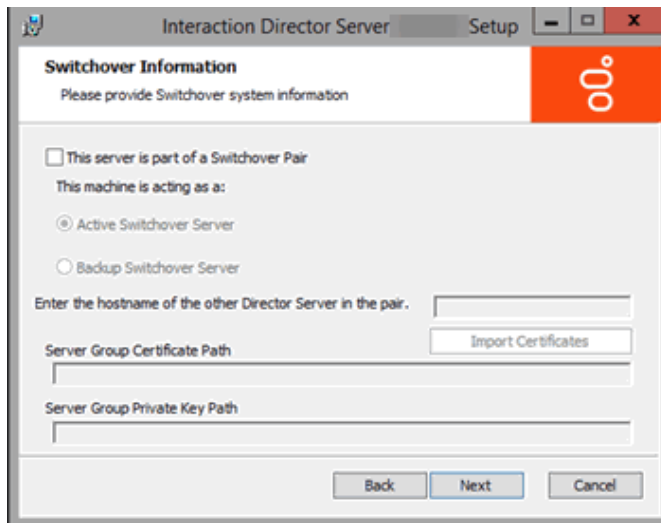 Interaction Director Server Setup
Switchover Information
Please provide Switchover system information
This server is part of a Switchover Pair
This machine is acting as a:
Active Switchover Server
Backup Switchover Server
Enter the hostname of the other Director Server in the pair.
Import Certificates
Server Group Certificate Path
Server Group Private Key Path
Back Next Cancel